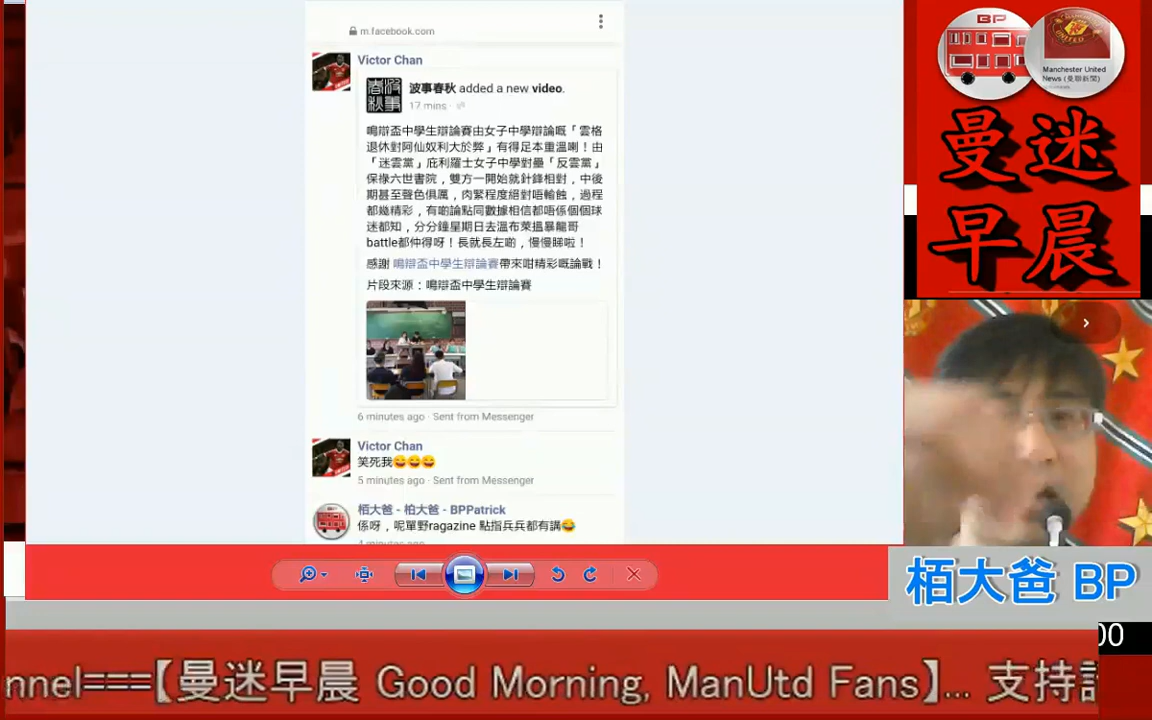 m.facebook.com
Victor Chan
波事春秋 added a new video.
17 mins
鳴辯盃中學生辯論賽由女子中學辯論嘅「雲格
退休對阿仙奴利大於弊」有得足本重溫喇！由
「迷雲黨」庇利羅士女子中學對壘「反雲黨」
保祿六世書院，雙方一開始就針鋒相對，中後
期甚至聲色俱厲，肉緊程度絕對唔輸蝕，過程
都幾精彩，有啲論點同數據相信都唔係個個球
迷都知，分分鐘星期日去溫布萊搵暴龍哥
battle都仲得呀！長就長左啲，慢慢睇啦！
感謝 鳴辯盃中學生辯論賽帶來咁精彩嘅論戰！
片段來源：鳴辯盃中學生辯論賽
6 minutes ago · Sent from Messenger
Victor Chan
笑死我😄😄😄
5 minutes ago · Sent from Messenger
栢大爸 - 柏大爸 - BPPatrick
係呀，呢單野ragazine 點指兵兵都有講😂
4 minutes ago
BP
MANCHESTER
UNITED
Manchester United
News (曼聯新聞)
曼迷
早晨
栢大爸 BP
00
nnel===【曼迷早晨 Good Morning, ManUtd Fans】... 支持